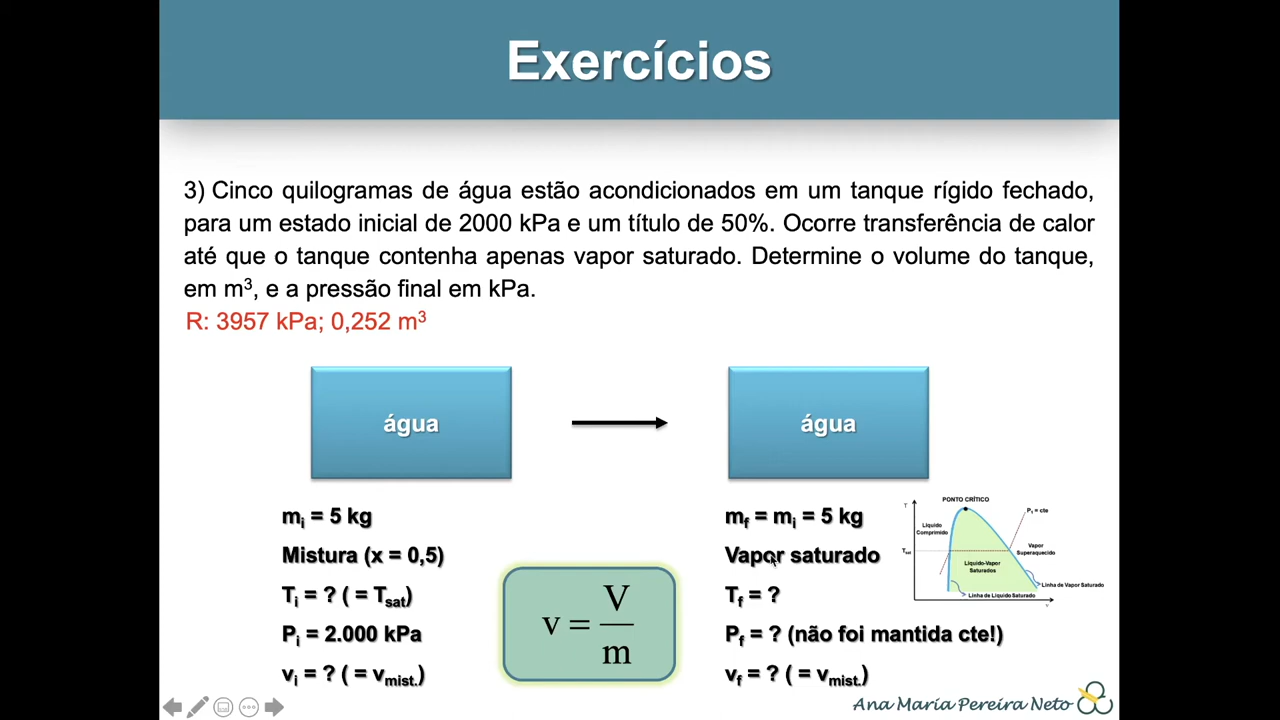 Exercícios
3) Cinco quilogramas de água estão acondicionados em um tanque rígido fechado,
para um estado inicial de 2000 kPa e um título de 50%. Ocorre transferência de calor
até que o tanque contenha apenas vapor saturado. Determine o volume do tanque,
em m³, e a pressão final em kPa.
R: 3957 kPa; 0,252 m³
água
água
mᵢ = 5 kg
Mistura (x = 0,5)
Tᵢ = ? ( = Tsat)
Pᵢ = 2.000 kPa
vᵢ = ? ( = vmist.)
v = V/m
mf = mᵢ = 5 kg
Vapor saturado
Tf = ?
Pf = ? (não foi mantida cte!)
vf = ? ( = vmist.)
PONTO CRÍTICO
T
P₁ = cte
Líquido
Comprimido
Vapor
Superaquecido
Tsat
Líquido-Vapor
Saturados
Linha de Vapor Saturado
Linha de Líquido Saturado
v
Ana Maria Pereira Neto